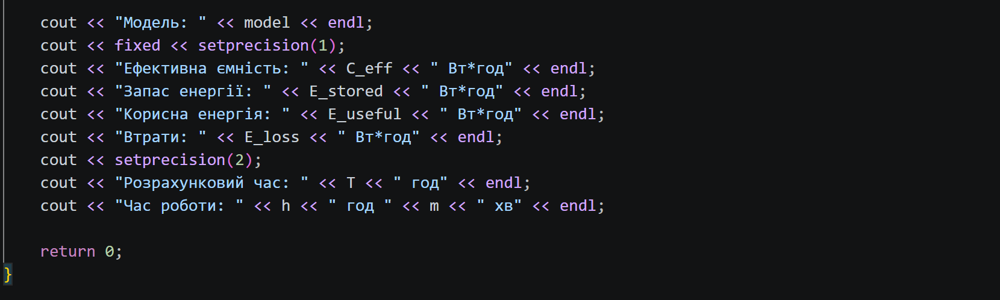 cout << "Модель: " << model << endl;
cout << fixed << setprecision(1);
cout << "Ефективна ємність: " << C_eff << " Вт*год" << endl;
cout << "Запас енергії: " << E_stored << " Вт*год" << endl;
cout << "Корисна енергія: " << E_useful << " Вт*год" << endl;
cout << "Втрати: " << E_loss << " Вт*год" << endl;
cout << setprecision(2);
cout << "Розрахунковий час: " << T << " год" << endl;
cout << "Час роботи: " << h << " год " << m << " хв" << endl;
return 0;
}